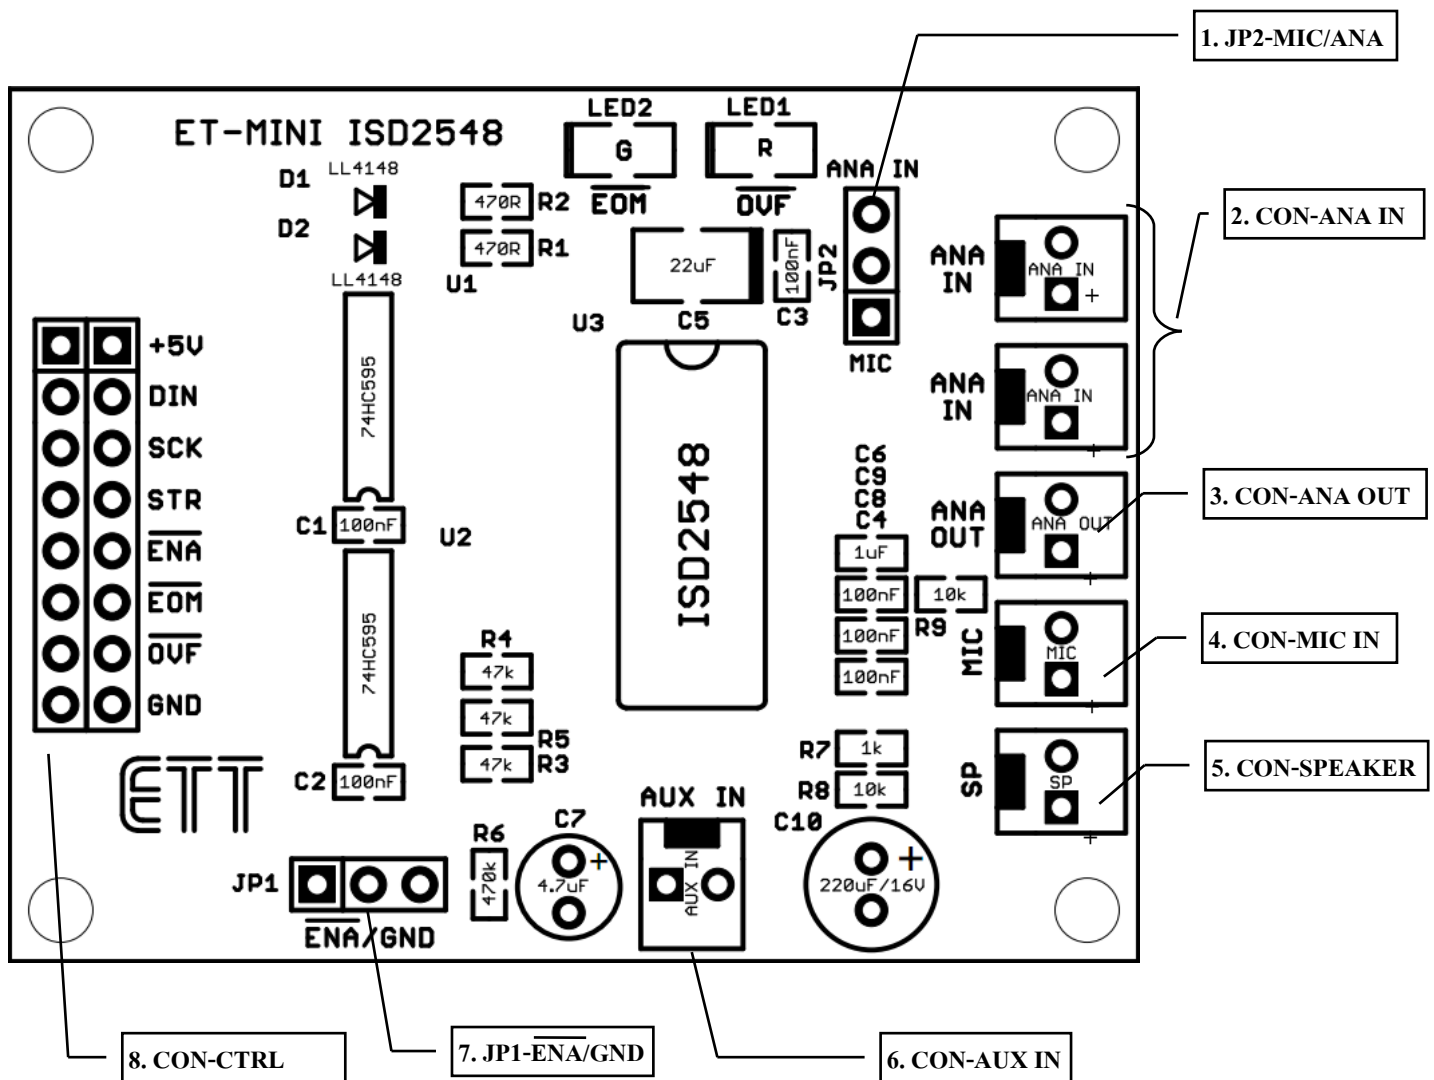 1. JP2-MIC/ANA
ET-MINI ISD2548
LED2
G
EOM
LED1
R
OVF
ANA IN
JP2
MIC
D1
LL4148
D2
LL4148
470R
R2
470R
R1
U1
22uF
C5
100nF
C3
U3
ISD2548
2. CON-ANA IN
ANA
IN
ANA IN
+
ANA
IN
ANA IN
+
+5V
DIN
SCK
STR
ENA
EOM
OVF
GND
74HC595
C1
100nF
U2
74HC595
C2
100nF
C6
C9
C8
C4
1uF
100nF
100nF
100nF
10k
R9
ANA
OUT
ANA OUT
+
3. CON-ANA OUT
MIC
MIC
+
4. CON-MIC IN
R4
47k
47k
R5
47k
R3
R7
1k
R8
10k
SP
SP
+
5. CON-SPEAKER
ETT
JP1
ENA/GND
R6
470k
C7
+
4.7uF
AUX IN
AUX IN
C10
+
220uF/16V
8. CON-CTRL
7. JP1-ENA/GND
6. CON-AUX IN